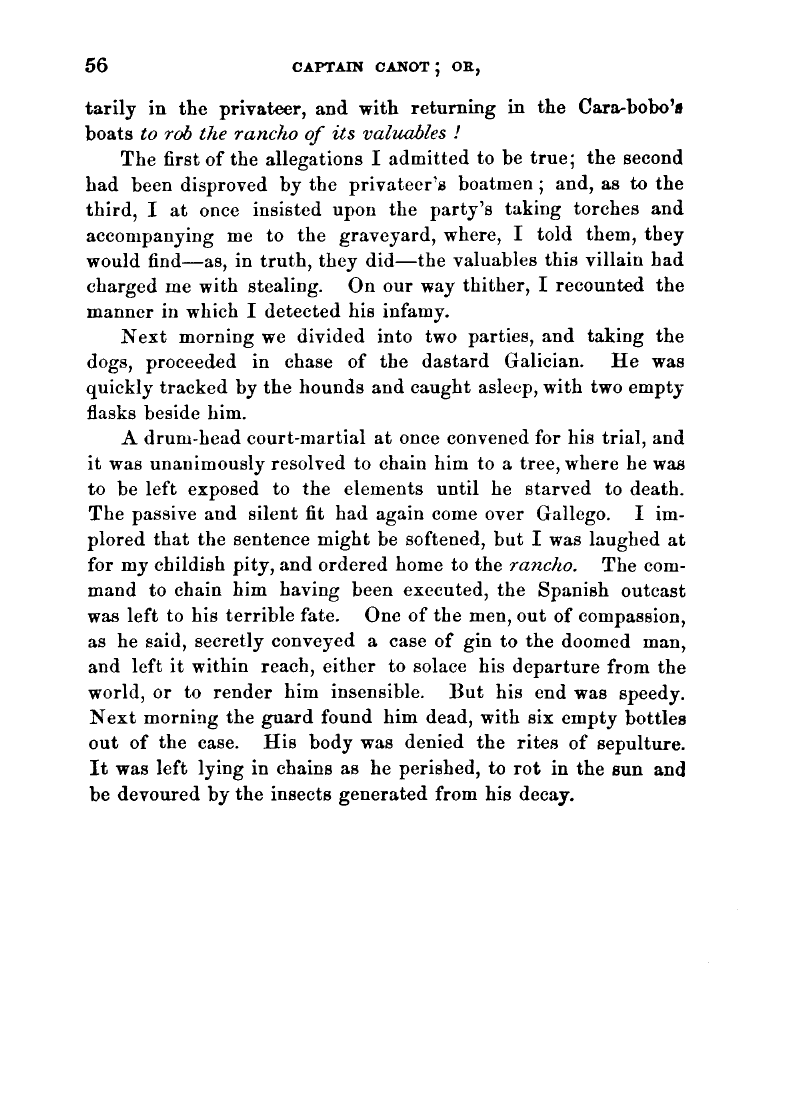 56 CAPTAIN CANOT; OR,
tarily in the privateer, and with returning in the Cara-bobo's
boats to rob the rancho of its valuables !
The first of the allegations I admitted to be true; the second
had been disproved by the privateer's boatmen ; and, as to the
third, I at once insisted upon the party's taking torches and
accompanying me to the graveyard, where, I told them, they
would find—as, in truth, they did—the valuables this villain had
charged me with stealing. On our way thither, I recounted the
manner in which I detected his infamy.
Next morning we divided into two parties, and taking the
dogs, proceeded in chase of the dastard Galician. He was
quickly tracked by the hounds and caught asleep, with two empty
flasks beside him.
A drum-head court-martial at once convened for his trial, and
it was unanimously resolved to chain him to a tree, where he was
to be left exposed to the elements until he starved to death.
The passive and silent fit had again come over Gallego. I im-
plored that the sentence might be softened, but I was laughed at
for my childish pity, and ordered home to the rancho. The com-
mand to chain him having been executed, the Spanish outcast
was left to his terrible fate. One of the men, out of compassion,
as he said, secretly conveyed a case of gin to the doomed man,
and left it within reach, either to solace his departure from the
world, or to render him insensible. But his end was speedy.
Next morning the guard found him dead, with six empty bottles
out of the case. His body was denied the rites of sepulture.
It was left lying in chains as he perished, to rot in the sun and
be devoured by the insects generated from his decay.